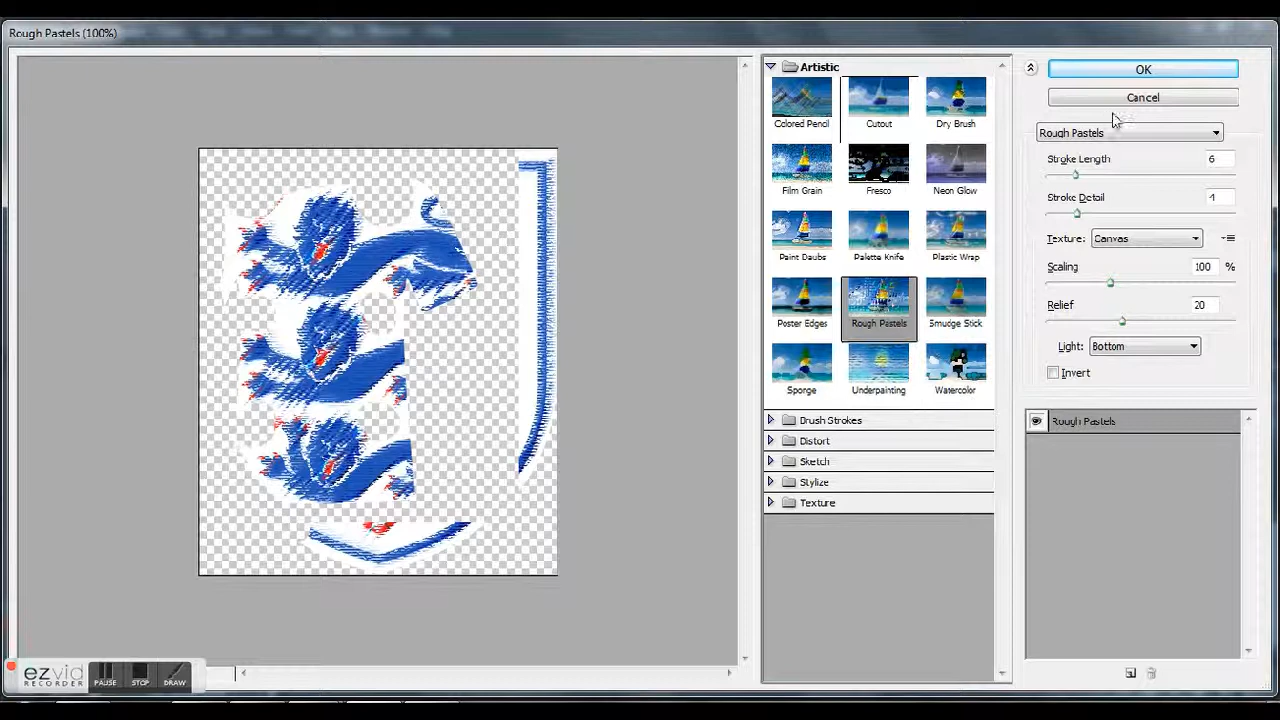 Rough Pastels (100%)
Artistic
Colored Pencil
Cutout
Dry Brush
Film Grain
Fresco
Neon Glow
Paint Daubs
Palette Knife
Plastic Wrap
Poster Edges
Rough Pastels
Smudge Stick
Sponge
Underpainting
Watercolor
Brush Strokes
Distort
Sketch
Stylize
Texture
OK
Cancel
Rough Pastels
Stroke Length 6
Stroke Detail 4
Texture: Canvas
Scaling 100 %
Relief 20
Light: Bottom
Invert
Rough Pastels
ezvid
RECORDER
PAUSE
STOP
DRAW